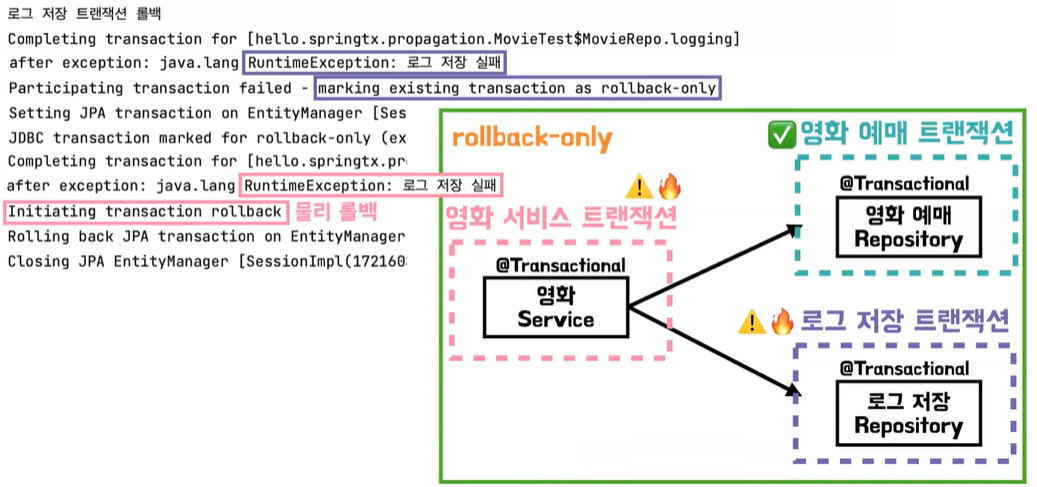 로그 저장 트랜잭션 롤백
Completing transaction for [hello.springtx.propagation.MovieTest$MovieRepo.logging]
after exception: java.lang RuntimeException: 로그 저장 실패
Participating transaction failed - marking existing transaction as rollback-only
Setting JPA transaction on EntityManager [Ses
JDBC transaction marked for rollback-only (ex
Completing transaction for [hello.springtx.pr
after exception: java.lang RuntimeException: 로그 저장 실패
Initiating transaction rollback 물리 롤백
Rolling back JPA transaction on EntityManager
Closing JPA EntityManager [SessionImpl(172160
rollback-only
영화 서비스 트랜잭션
@Transactional
영화
Service
영화 예매 트랜잭션
@Transactional
영화 예매
Repository
로그 저장 트랜잭션
@Transactional
로그 저장
Repository